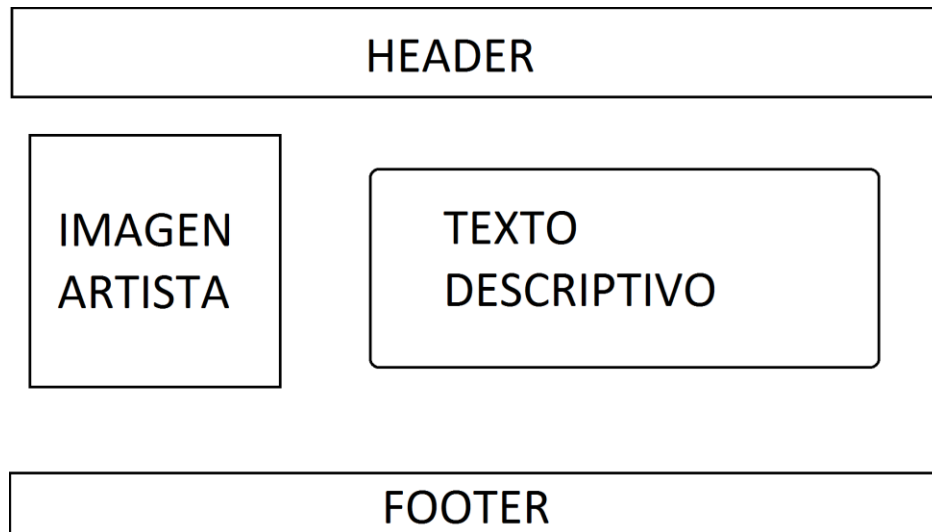 HEADER
IMAGEN
ARTISTA
TEXTO
DESCRIPTIVO
FOOTER